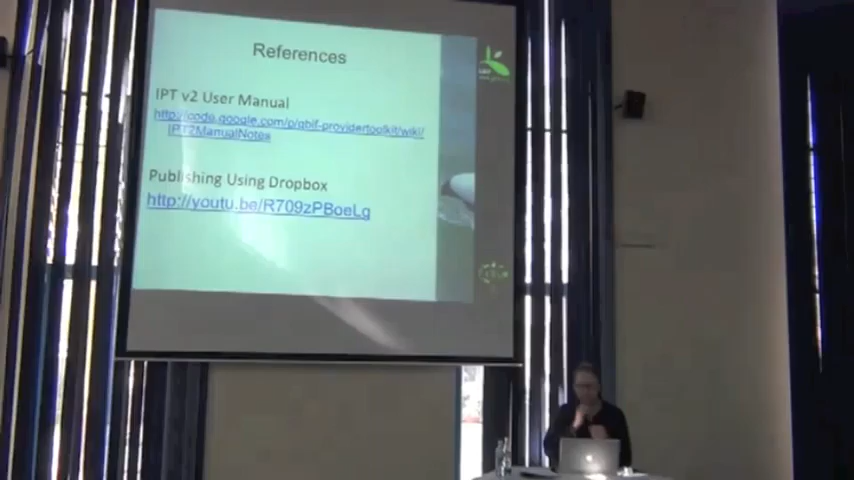 References
IPT v2 User Manual
http://code.google.com/p/gbif-providertoolkit/wiki/
IPT2ManualNotes
Publishing Using Dropbox
http://youtu.be/R709zPBoeLg